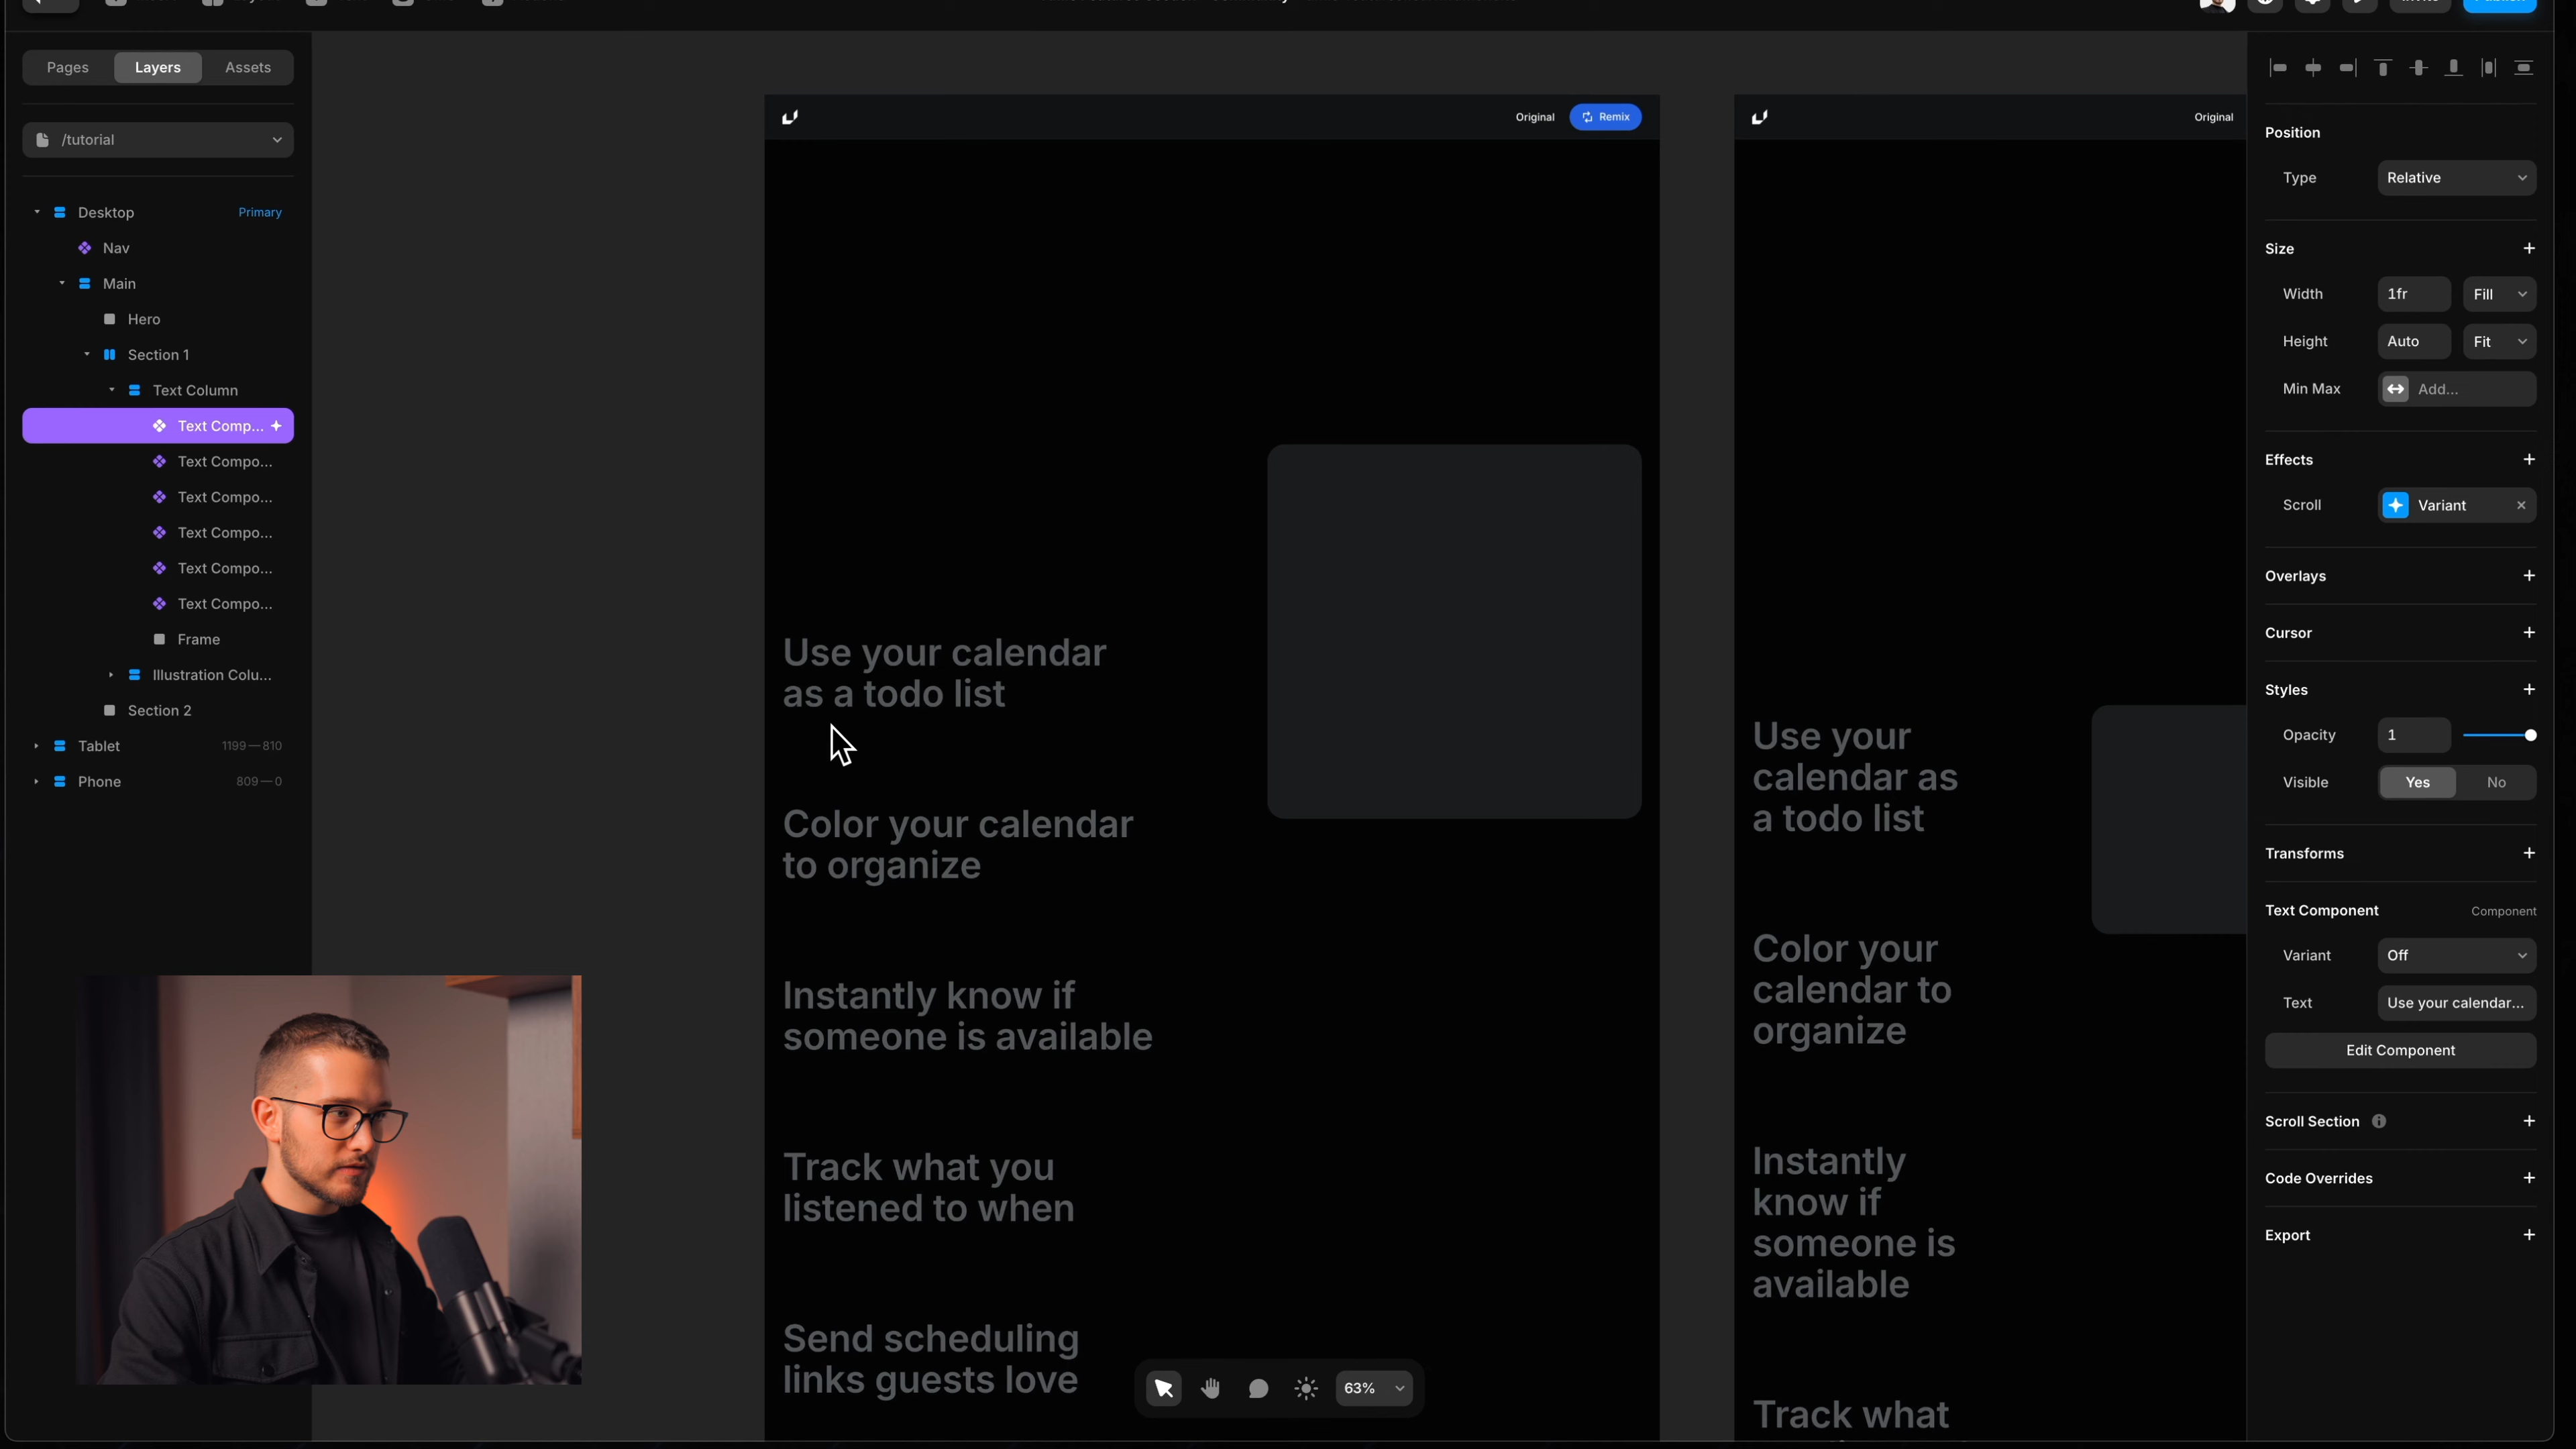 Pages
Layers
Assets
/tutorial
Desktop
Primary
Nav
Main
Hero
Section 1
Text Column
Text Comp...
Text Compo...
Text Compo...
Text Compo...
Text Compo...
Text Compo...
Frame
Illustration Colu...
Section 2
Tablet
1199—810
Phone
809—0
Original
Remix
Use your calendar
as a todo list
Color your calendar
to organize
Instantly know if
someone is available
Track what you
listened to when
Send scheduling
links guests love
63%
Original
Use your
calendar as
a todo list
Color your
calendar to
organize
Instantly
know if
someone is
available
Track what
Position
Type
Relative
Size
Width
1fr
Fill
Height
Auto
Fit
Min Max
Add...
Effects
Scroll
Variant
Overlays
Cursor
Styles
Opacity
1
Visible
Yes
No
Transforms
Text Component
Component
Variant
Off
Text
Use your calendar...
Edit Component
Scroll Section
Code Overrides
Export